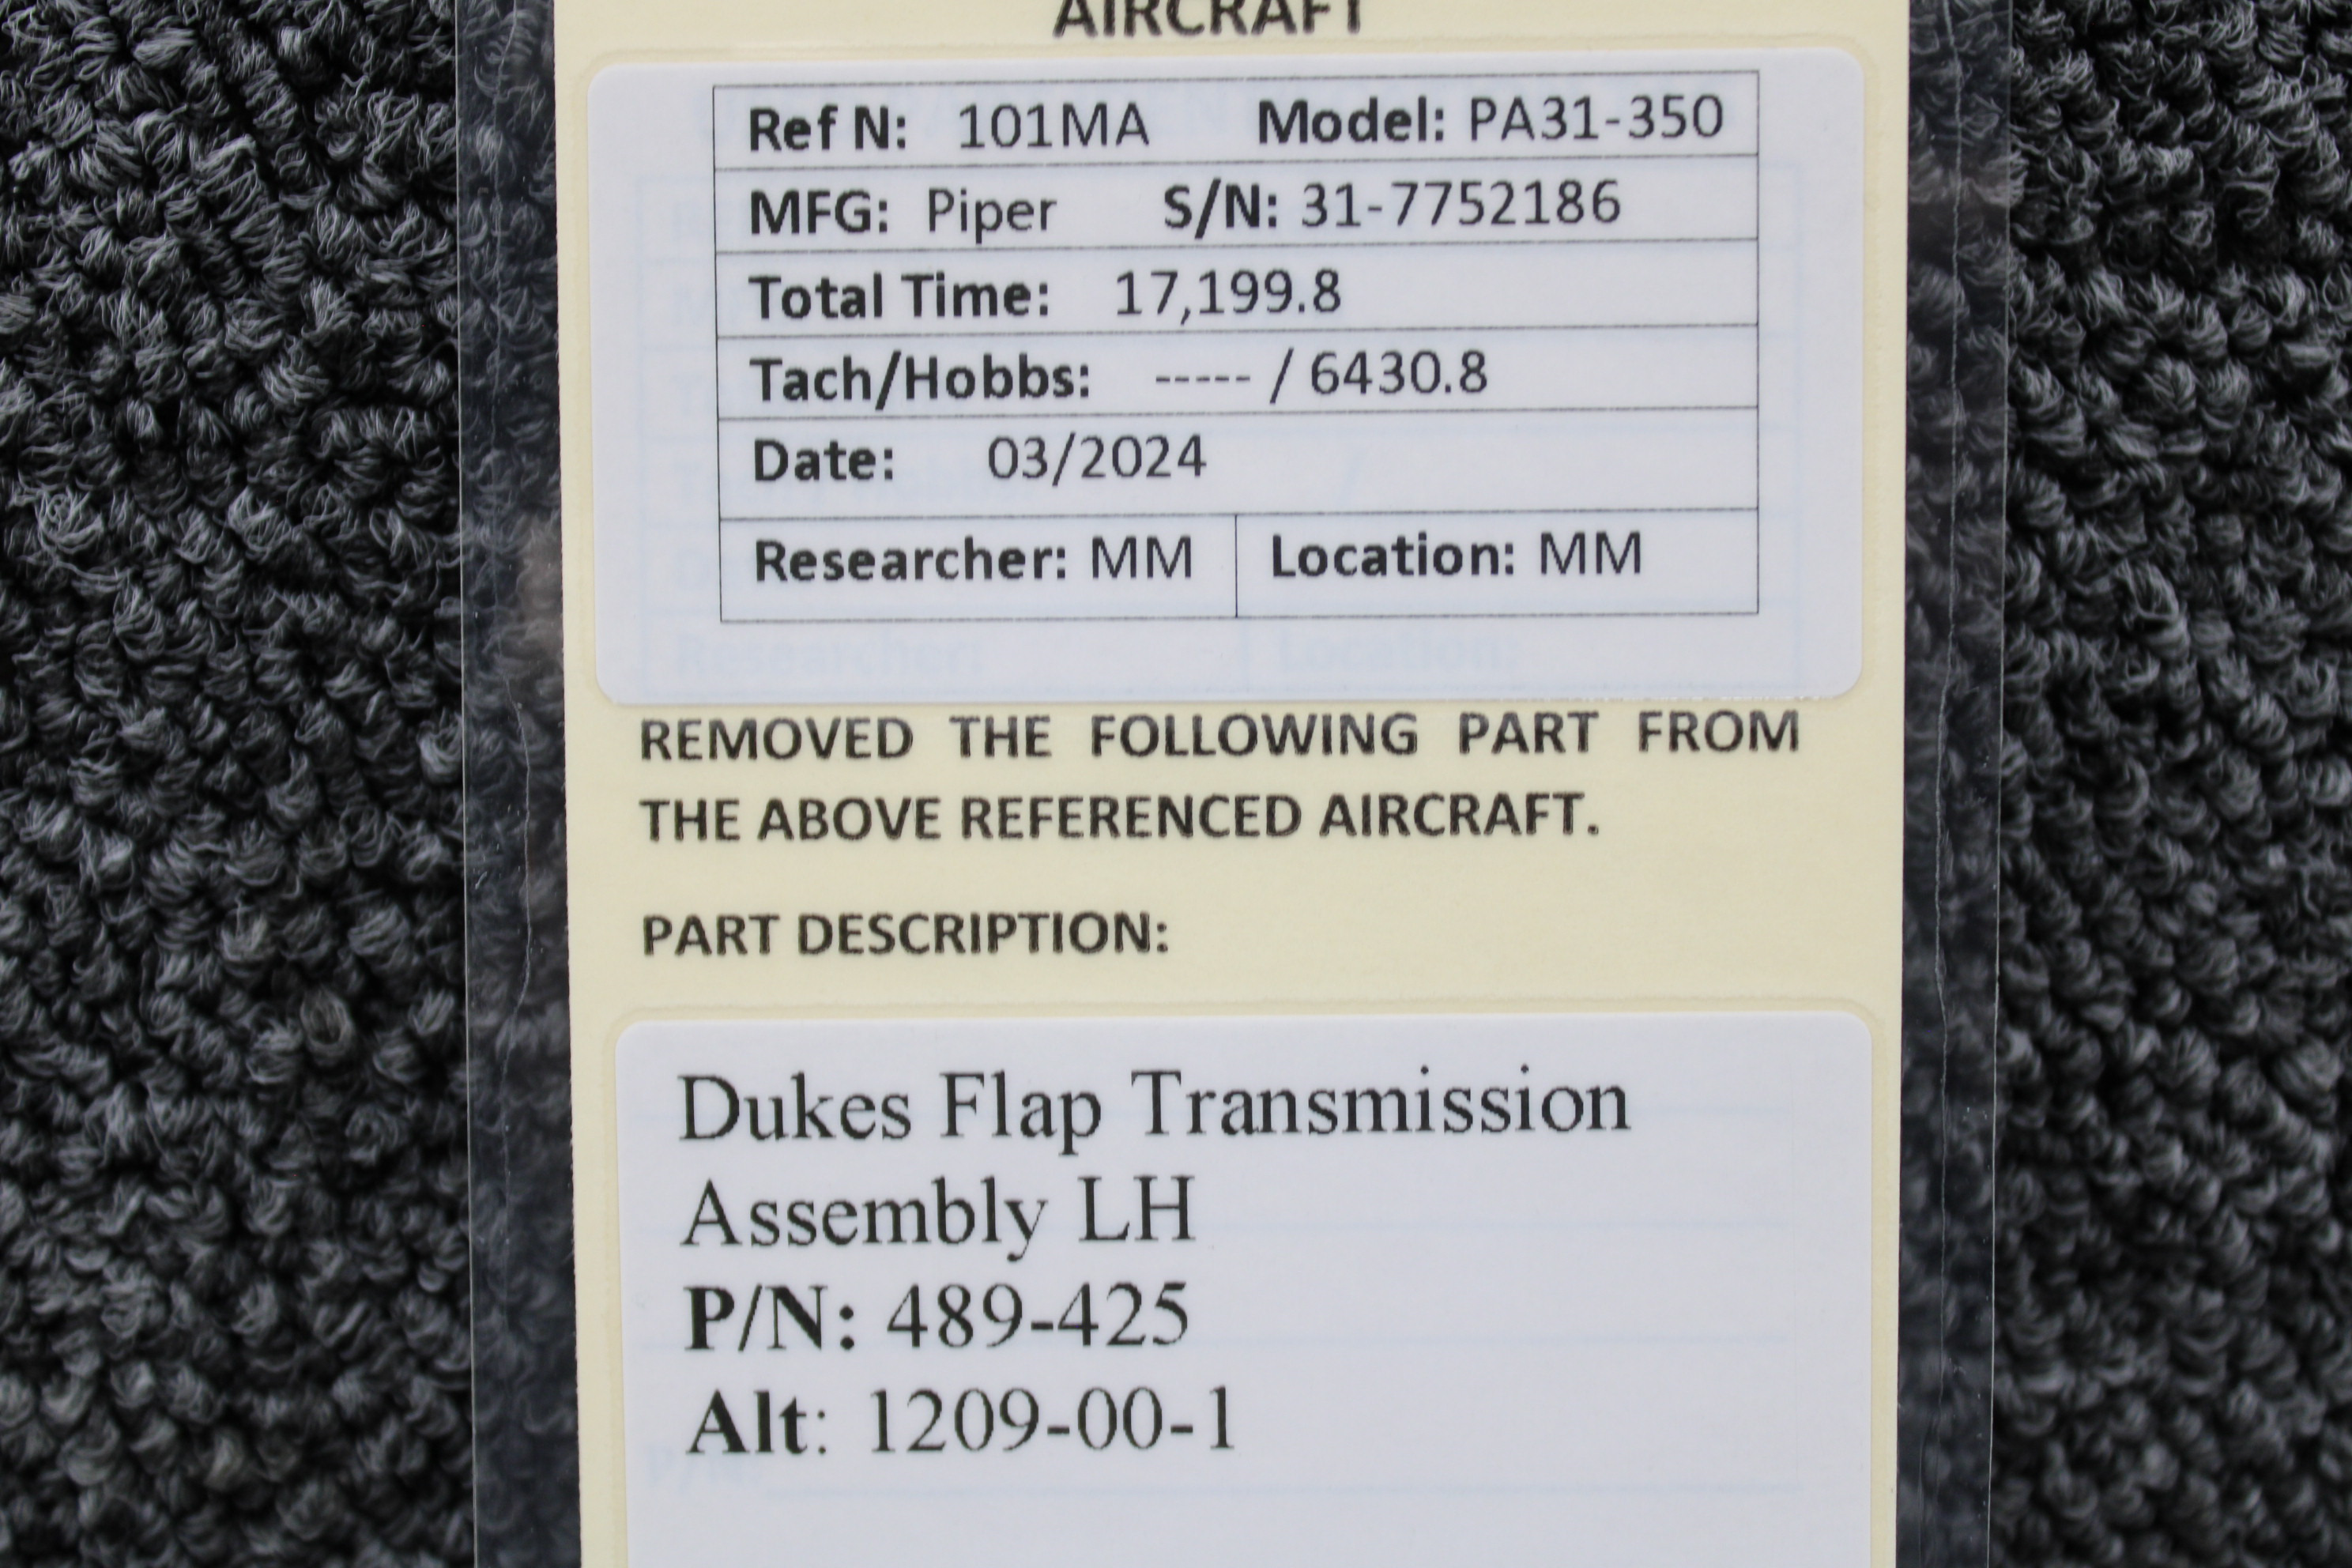 AIRCRAFT
Ref N: 101MA Model: PA31-350
MFG: Piper S/N: 31-7752186
Total Time: 17,199.8
Tach/Hobbs: ----- / 6430.8
Date: 03/2024
Researcher: MM Location: MM
Researcher: Location:
REMOVED THE FOLLOWING PART FROM
THE ABOVE REFERENCED AIRCRAFT.
PART DESCRIPTION:
Dukes Flap Transmission
Assembly LH
P/N: 489-425
Alt: 1209-00-1